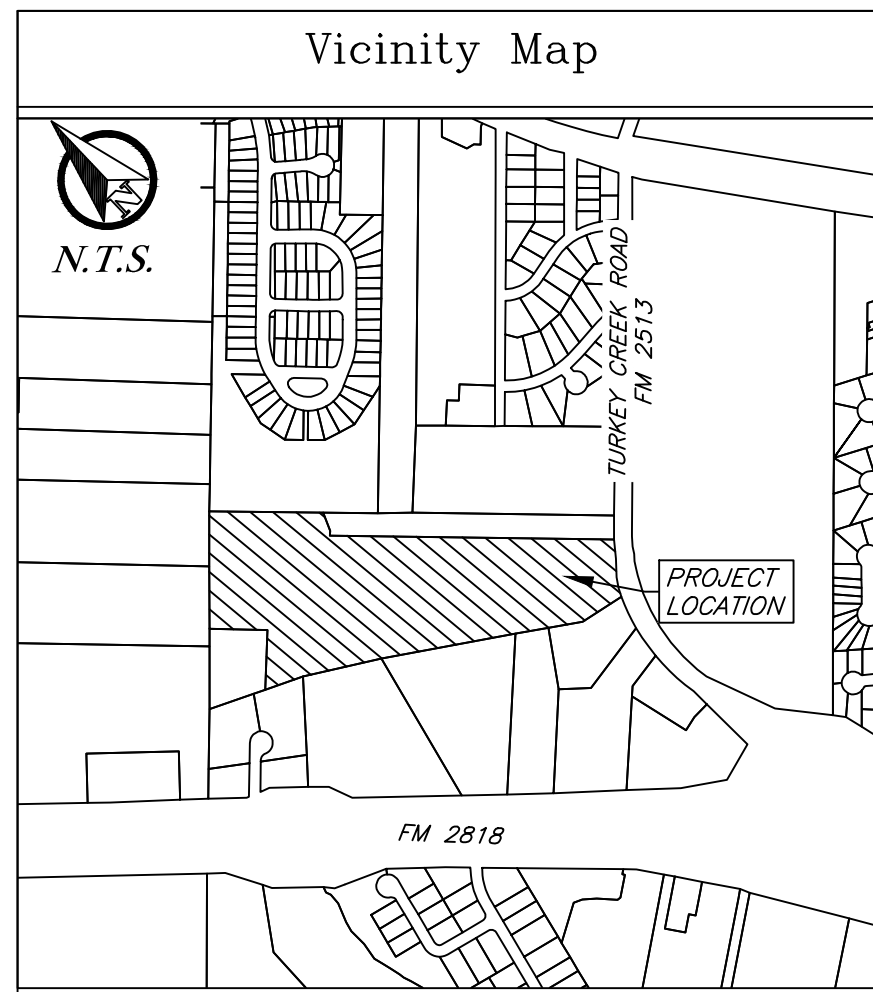 Vicinity Map
N
N.T.S.
TURKEY CREEK ROAD
FM 2513
PROJECT
LOCATION
FM 2818